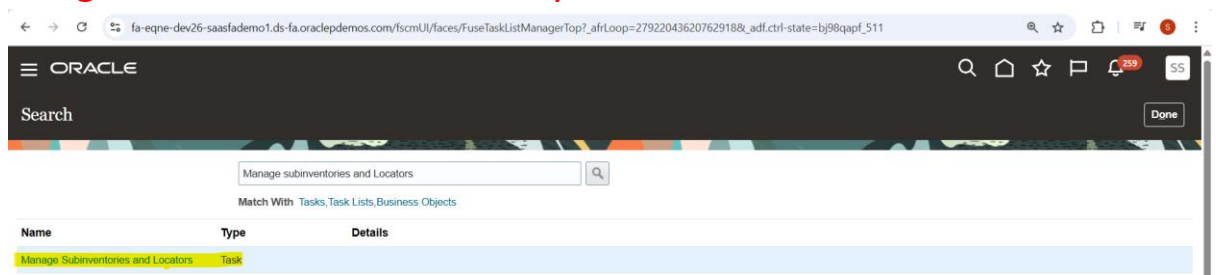 fa-eqne-dev26-saasfademo1.ds-fa.oraclepdemos.com/fscmUI/faces/FuseTaskListManagerTop?_afrLoop=27922043620762918&_adf.ctrl-state=bj98qapf_511
S
ORACLE
259
SS
Search
Done
Manage subinventories and Locators
Match With Tasks,Task Lists,Business Objects
Name Type Details
Manage Subinventories and Locators Task